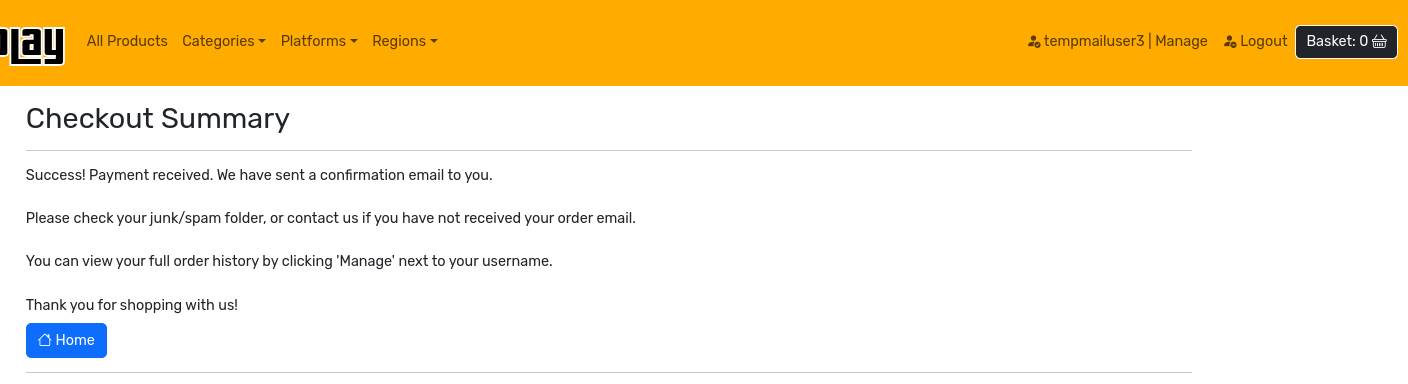 play
All Products Categories Platforms Regions tempmailuser3 | Manage Logout Basket: 0
Checkout Summary
Success! Payment received. We have sent a confirmation email to you.
Please check your junk/spam folder, or contact us if you have not received your order email.
You can view your full order history by clicking 'Manage' next to your username.
Thank you for shopping with us!
Home